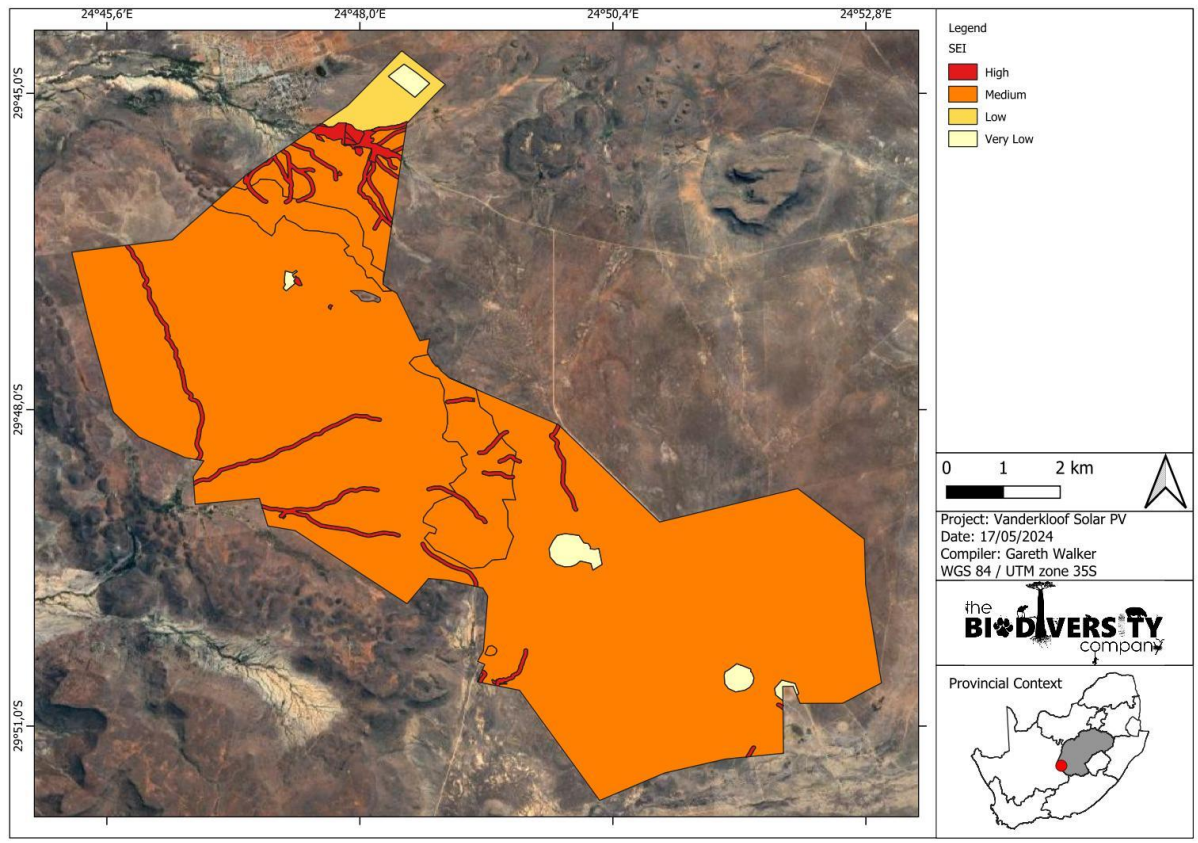 24°45,6'E
24°48,0'E
24°50,4'E
24°52,8'E
29°45,0'S
29°48,0'S
29°51,0'S
Legend
SEI
High
Medium
Low
Very Low
0 1 2 km
Project: Vanderkloof Solar PV
Date: 17/05/2024
Compiler: Gareth Walker
WGS 84 / UTM zone 35S
the
BIODIVERSITY
company
Provincial Context